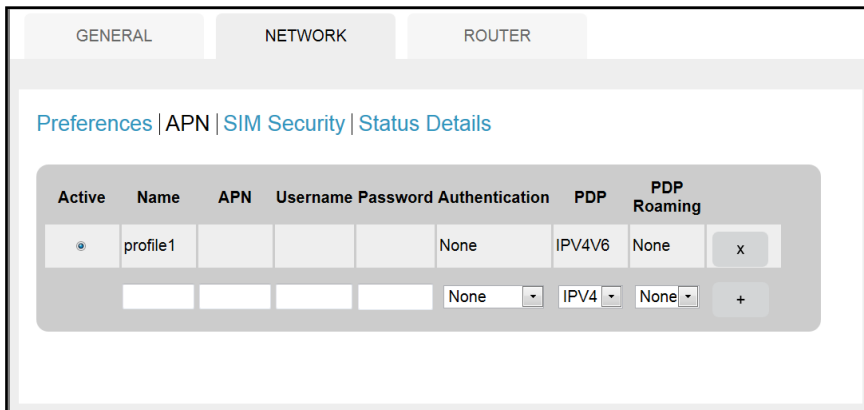 GENERAL NETWORK ROUTER
Preferences | APN | SIM Security | Status Details
Active Name APN Username Password Authentication PDP PDP Roaming
profile1 None IPV4V6 None x
None IPV4 None +